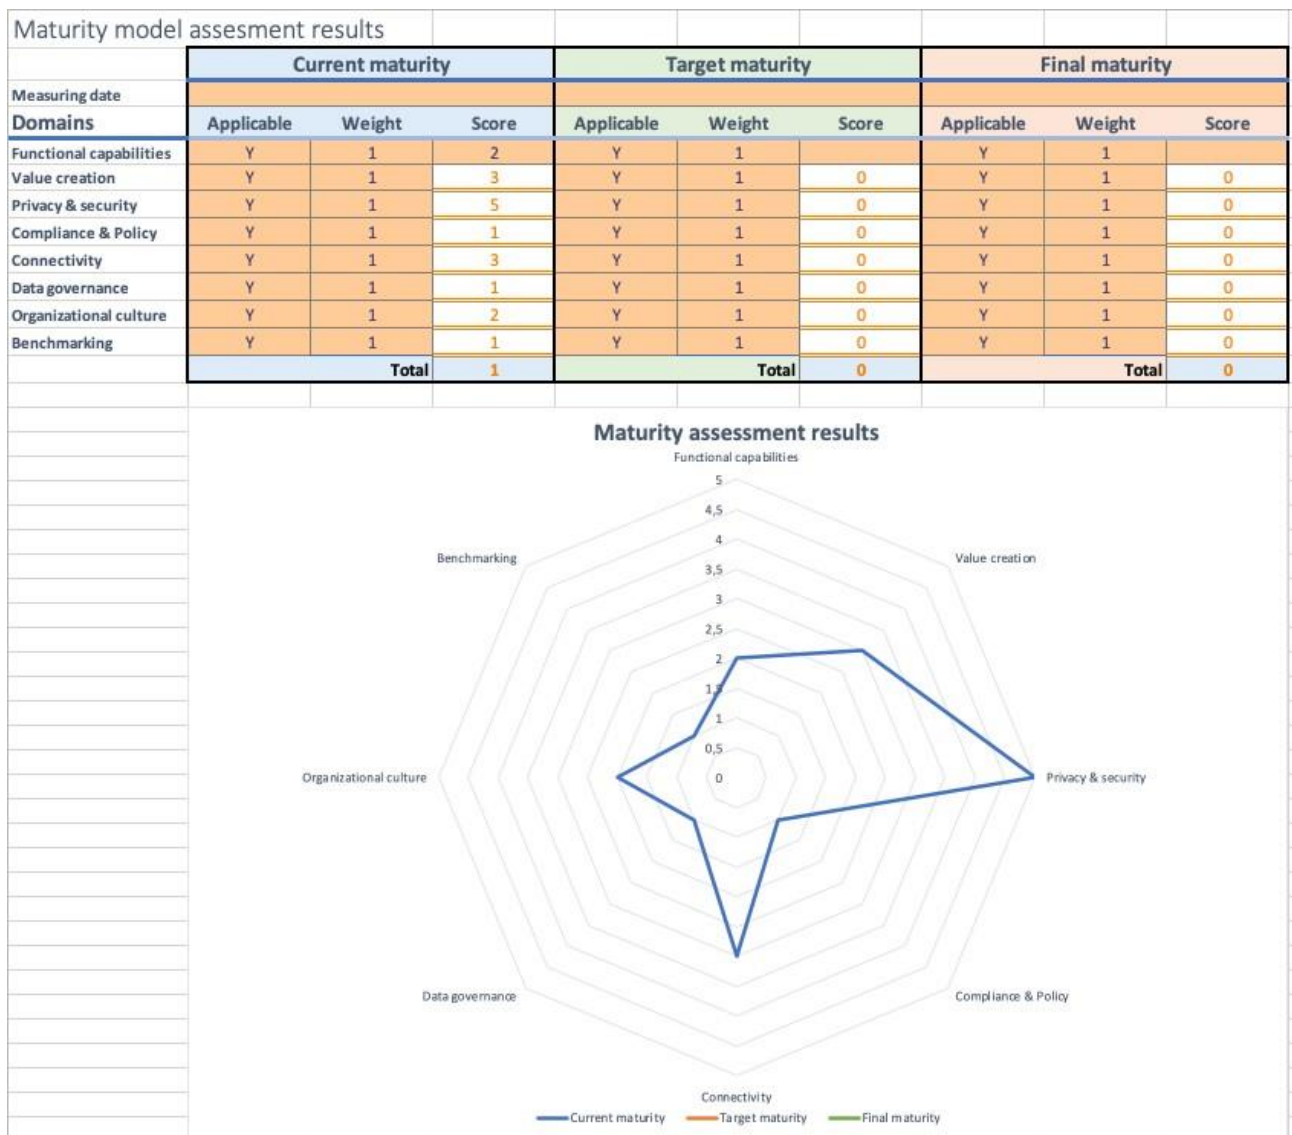 Maturity model assesment results
Current maturity Target maturity Final maturity
Measuring date
Domains Applicable Weight Score Applicable Weight Score Applicable Weight Score
Functional capabilities Y 1 2 Y 1 Y 1
Value creation Y 1 3 Y 1 0 Y 1 0
Privacy & security Y 1 5 Y 1 0 Y 1 0
Compliance & Policy Y 1 1 Y 1 0 Y 1 0
Connectivity Y 1 3 Y 1 0 Y 1 0
Data governance Y 1 1 Y 1 0 Y 1 0
Organizational culture Y 1 2 Y 1 0 Y 1 0
Benchmarking Y 1 1 Y 1 0 Y 1 0
Total 1 Total 0 Total 0
Maturity assessment results
Functional capabilities
5
4,5
4
Benchmarking Value creation
3,5
3
2,5
2
1,5
1
0,5
Organizational culture 0 Privacy & security
Data governance Compliance & Policy
Connectivity
Current maturity Target maturity Final maturity